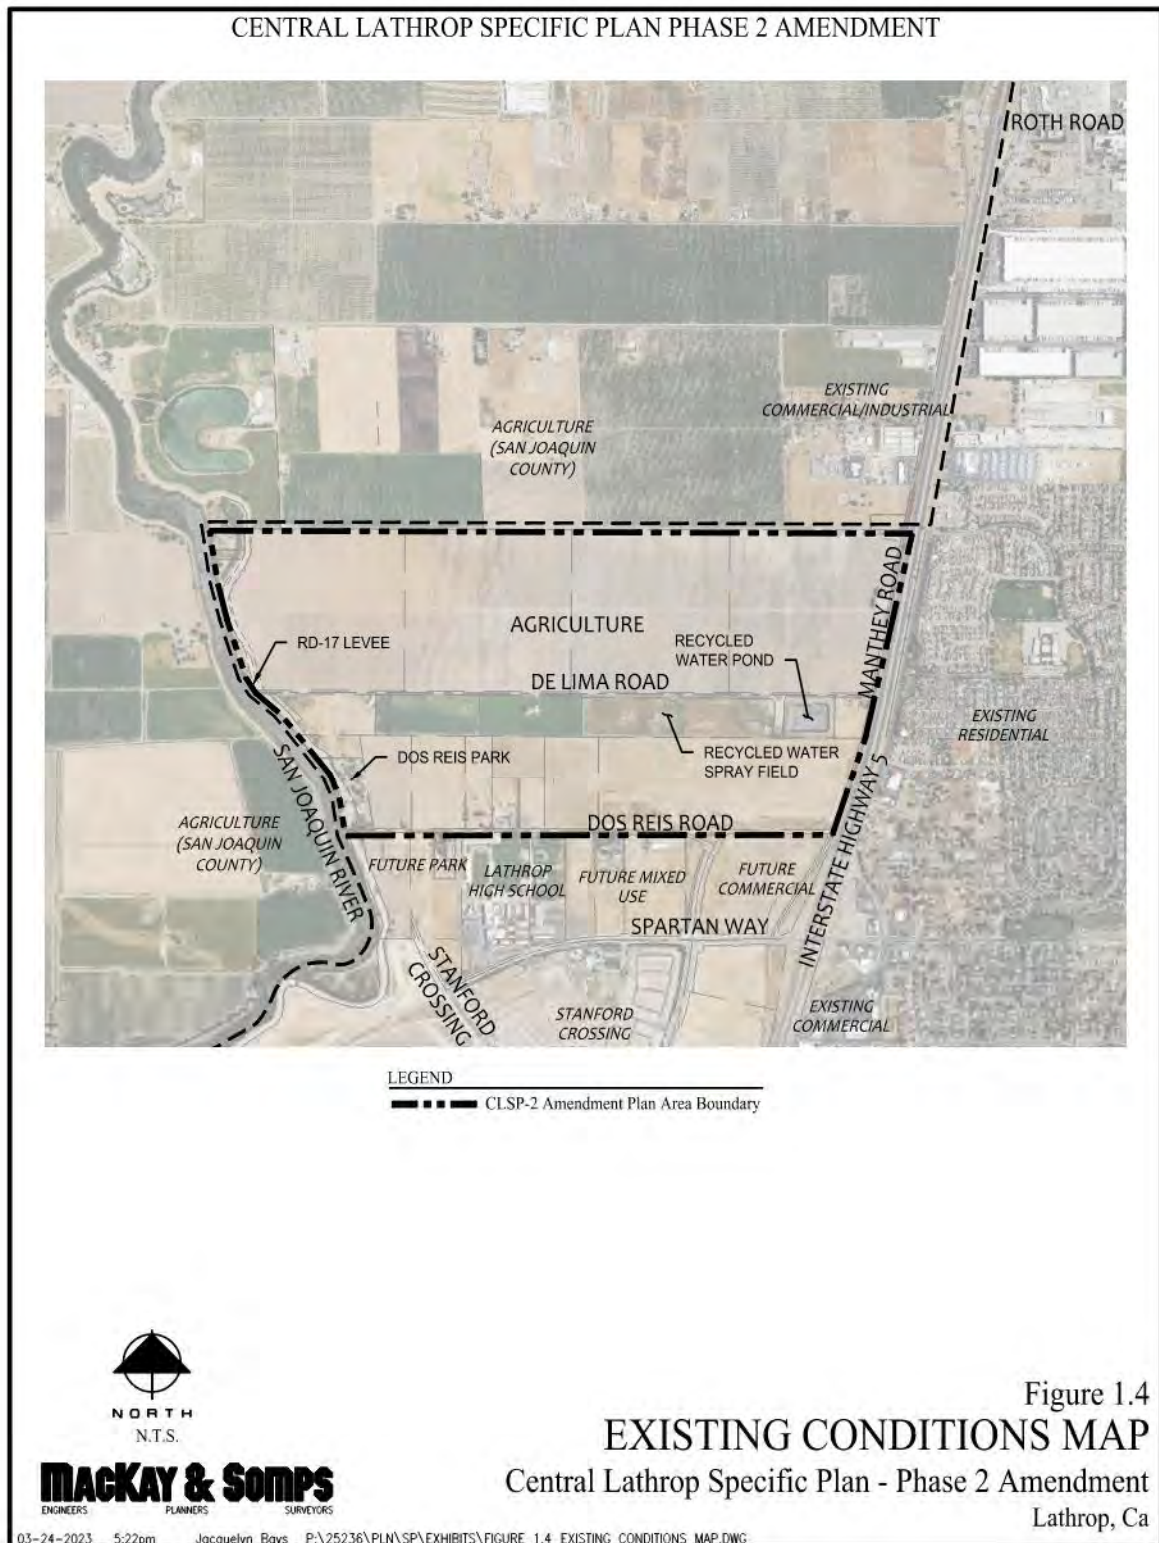 CENTRAL LATHROP SPECIFIC PLAN PHASE 2 AMENDMENT
ROTH ROAD
EXISTING
COMMERCIAL/INDUSTRIAL
AGRICULTURE
(SAN JOAQUIN
COUNTY)
MANTHEY ROAD
AGRICULTURE
RD-17 LEVEE
RECYCLED
WATER POND
DE LIMA ROAD
EXISTING
RESIDENTIAL
DOS REIS PARK
RECYCLED WATER
SPRAY FIELD
SAN JOAQUIN RIVER
AGRICULTURE
(SAN JOAQUIN
COUNTY)
DOS REIS ROAD
INTERSTATE HIGHWAY 5
FUTURE PARK
LATHROP
HIGH SCHOOL
FUTURE MIXED
USE
FUTURE
COMMERCIAL
SPARTAN WAY
STANFORD
CROSSING
STANFORD
CROSSING
EXISTING
COMMERCIAL
LEGEND
CLSP-2 Amendment Plan Area Boundary
NORTH
N.T.S.
Figure 1.4
EXISTING CONDITIONS MAP
Central Lathrop Specific Plan - Phase 2 Amendment
Lathrop, Ca
MACKAY & SOMPS
ENGINEERS PLANNERS SURVEYORS
03-24-2023 5:22pm Jacquelyn Bays P:\25236\PLN\SP\EXHIBITS\FIGURE 1.4 EXISTING CONDITIONS MAP.DWG